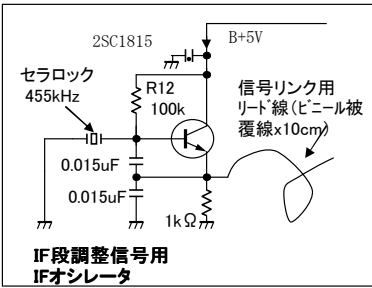 2SC1815
B+5V
セラロック
455kHz
R12
100k
信号リンク用
リード線(ビニール被
覆線x10cm)
0.015uF
0.015uF
1kΩ
IF段調整信号用
IFオシレータ